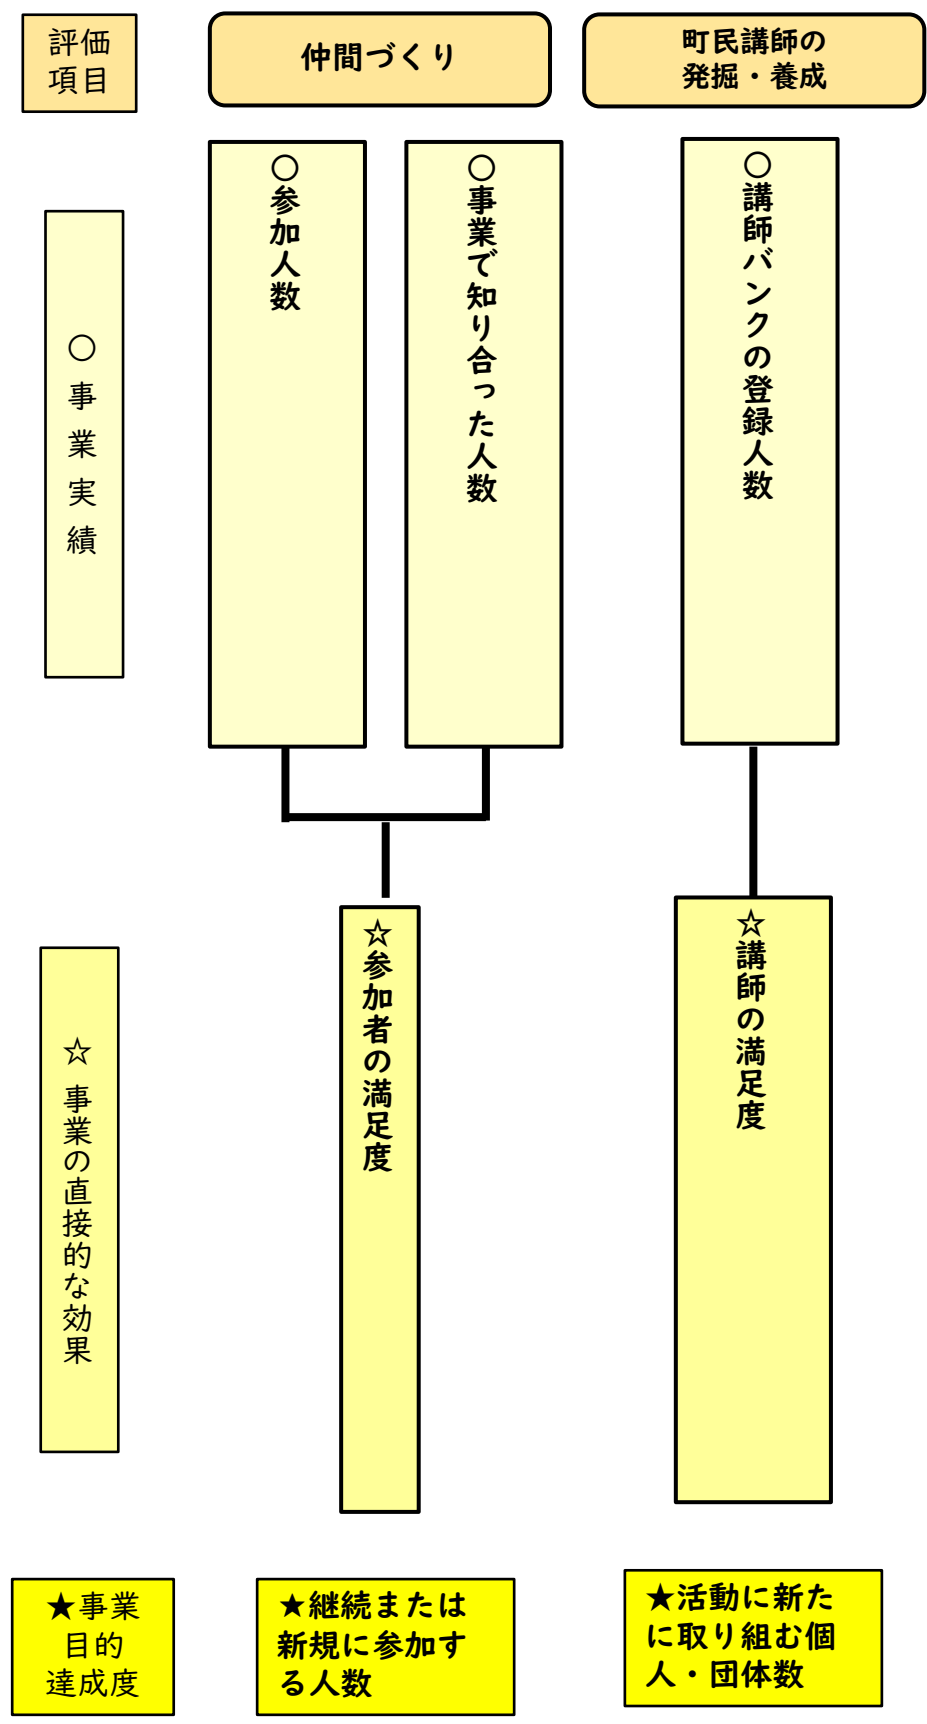 評価
項目
仲間づくり
町民講師の
発掘・養成
○事業実績
○参加人数
○事業で知り合った人数
○講師バンクの登録人数
☆事業の直接的な効果
☆参加者の満足度
☆講師の満足度
★事業
目的
達成度
★継続または
新規に参加す
る人数
★活動に新た
に取り組む個
人・団体数